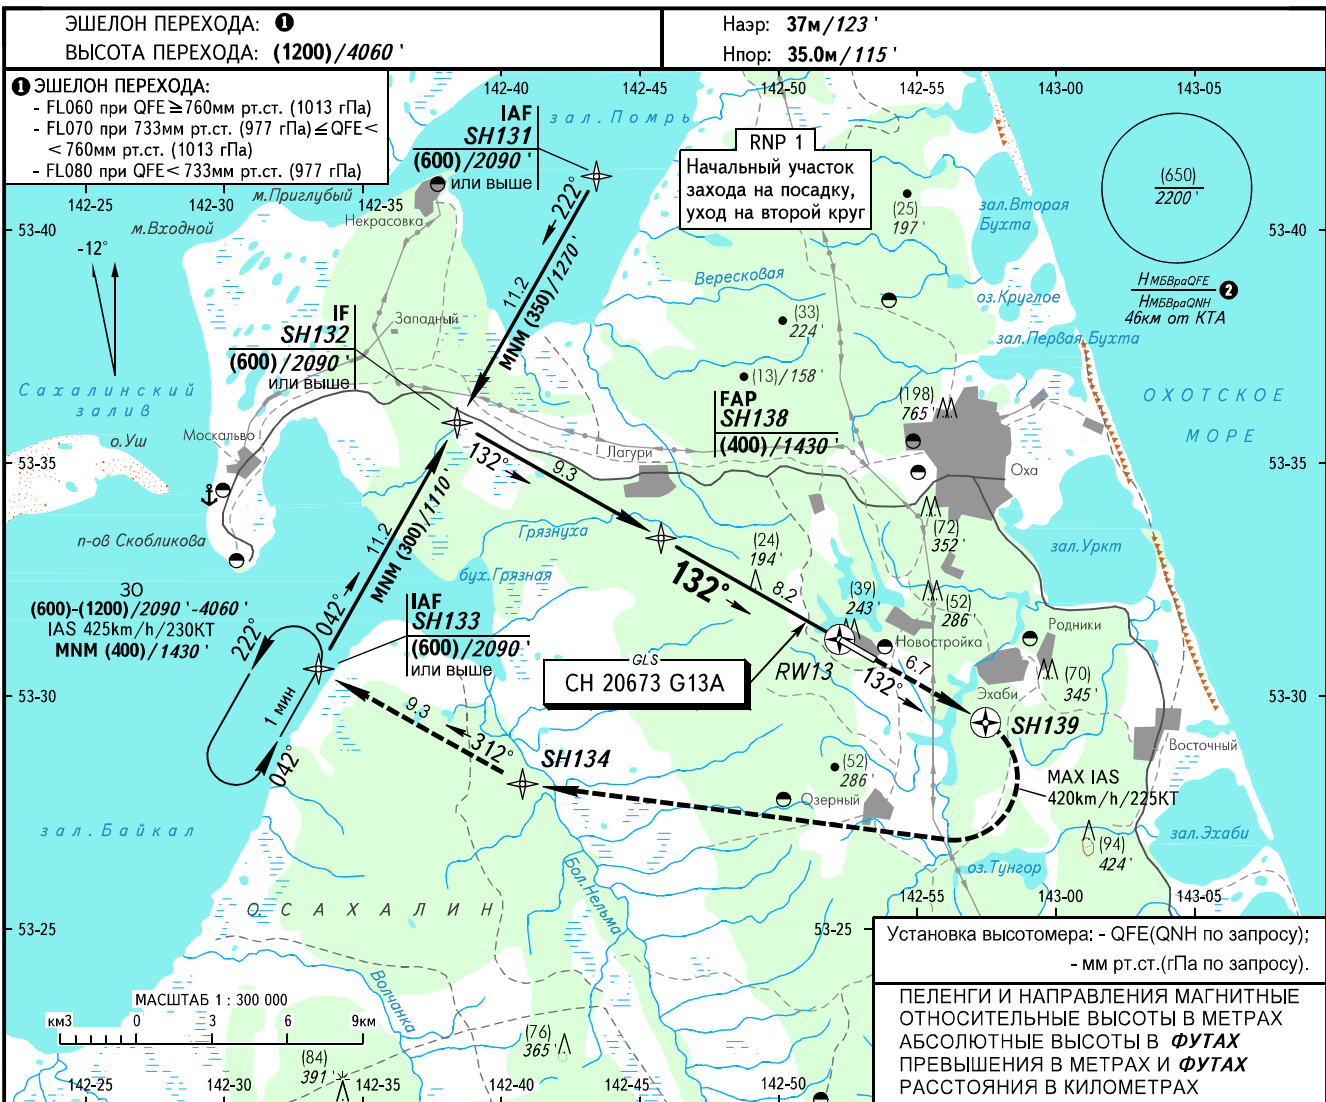 ЭШЕЛОН ПЕРЕХОДА: ❶
ВЫСОТА ПЕРЕХОДА: (1200)/4060 '
Наэр: 37м/123 '
Нпор: 35.0м/115 '
❶ ЭШЕЛОН ПЕРЕХОДА:
- FL060 при QFE ≥760мм рт.ст. (1013 гПа)
- FL070 при 733мм рт.ст. (977 гПа) ≤ QFE <
< 760мм рт.ст. (1013 гПа)
- FL080 при QFE < 733мм рт.ст. (977 гПа)
142-40
142-45
142-50
142-55
143-00
143-05
142-25
142-30
142-35
IAF
SH131
(600)/2090 '
или выше
зал. Помрь
RNP 1
Начальный участок
захода на посадку,
уход на второй круг
(650)
2200 '
HМБВраQFE
HМБВраQNH
❷
46км от КТА
м.Приглубый
м.Входной
Некрасовка
53-40
53-40
-12°
222°
11.2
MNM (350)/1270'
(25)
197 '
зал.Вторая
Бухта
Вересковая
оз.Круглое
зал.Первая Бухта
(33)
224 '
(13)/158 '
Западный
IF
SH132
(600)/2090 '
или выше
Сахалинский
залив
о.Уш
Москальво
FAP
SH138
(400)/1430 '
(198)
765 '
ОХОТСКОЕ
МОРЕ
53-35
53-35
132°
9.3
Лагури
Оха
п-ов Скобликова
11.2
MNM (300)/1110'
042°
Грязнуха
бух.Грязная
(24)
194 '
(72)
352 '
зал.Уркт
132°
8.2
(39)
243 '
(52)
286 '
ЗО
(600)-(1200)/2090 '-4060 '
IAS 425km/h/230КТ
MNM (400)/1430 '
222°
1 мин
042°
IAF
SH133
(600)/2090 '
или выше
GLS
CH 20673 G13A
RW13
Новостройка
Родники
6.7
132°
Эхаби
(70)
345 '
53-30
53-30
9.3
312°
SH134
SH139
Восточный
(52)
286 '
Озерный
MAX IAS
420km/h/225КТ
зал.Байкал
(94)
424 '
зал.Эхаби
оз.Тунгор
Бол.Нельма
О. САХАЛИН
142-55
143-00
143-05
53-25
53-25
Установка высотомера: - QFE(QNH по запросу);
- мм рт.ст.(гПа по запросу).
Волчанка
МАСШТАБ 1 : 300 000
км3
0
3
6
9км
(76)
365 '
(84)
391 '
142-25
142-30
142-35
142-40
142-45
142-50
ПЕЛЕНГИ И НАПРАВЛЕНИЯ МАГНИТНЫЕ
ОТНОСИТЕЛЬНЫЕ ВЫСОТЫ В МЕТРАХ
АБСОЛЮТНЫЕ ВЫСОТЫ В ФУТАХ
ПРЕВЫШЕНИЯ В МЕТРАХ И ФУТАХ
РАССТОЯНИЯ В КИЛОМЕТРАХ